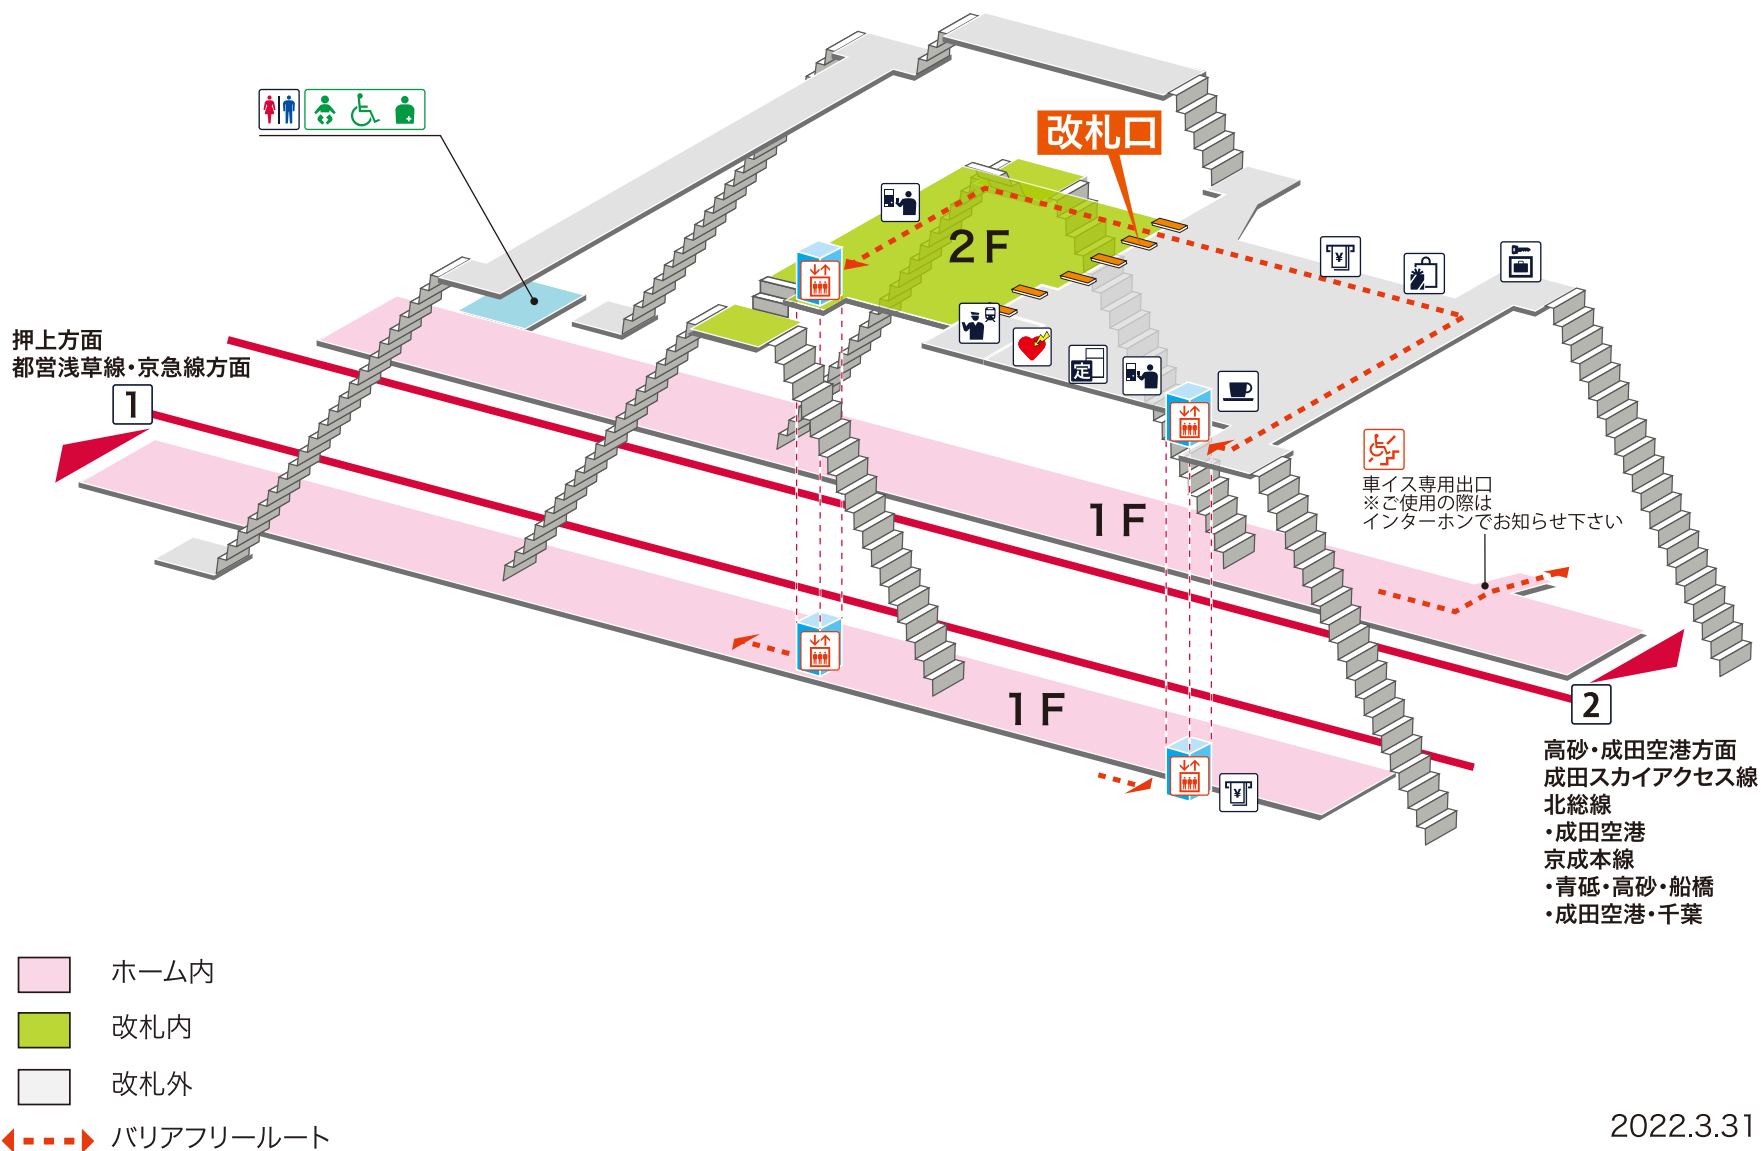 改札口
2F
押上方面
都営浅草線・京急線方面
1
¥
定
車イス専用出口
※ご使用の際は
インターホンでお知らせ下さい
1F
1F
¥
2
高砂・成田空港方面
成田スカイアクセス線
北総線
・成田空港
京成本線
・青砥・高砂・船橋
・成田空港・千葉
ホーム内
改札内
改札外
バリアフリールート
2022.3.31